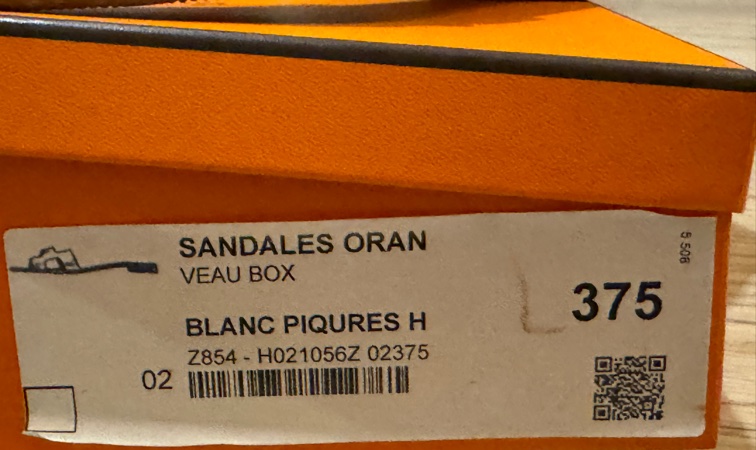 SANDALES ORAN
VEAU BOX
BLANC PIQURES H
Z854 - H021056Z 02375
02
375